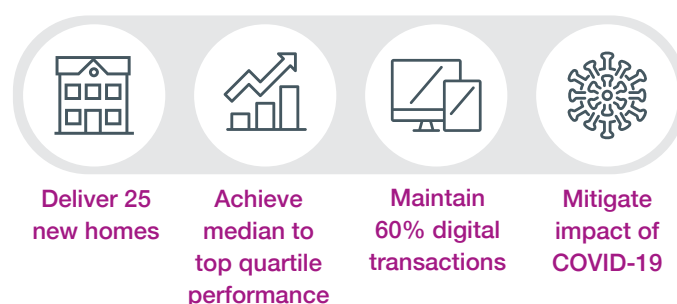 Deliver 25
new homes
Achieve
median to
top quartile
performance
Maintain
60% digital
transactions
Mitigate
impact of
COVID-19